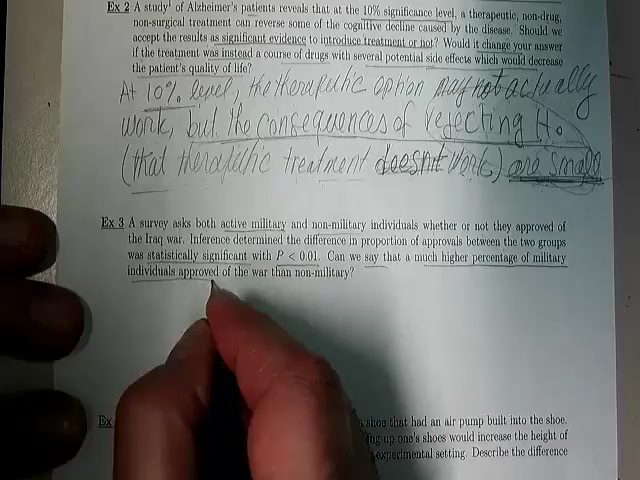 Ex 2 A study¹ of Alzheimer's patients reveals that at the 10% significance level, a therapeutic, non-drug,
non-surgical treatment can reverse some of the cognitive decline caused by the disease. Should we
accept the results as significant evidence to introduce treatment or not? Would it change your answer
if the treatment was instead a course of drugs with several potential side effects which would decrease
the patient's quality of life?
At 10% level, the therapeutic option may not actually
work, but the consequences of rejecting H₀
(that therapeutic treatment doesn't work) are small
Ex 3 A survey asks both active military and non-military individuals whether or not they approved of
the Iraq war. Inference determined the difference in proportion of approvals between the two groups
was statistically significant with P < 0.01. Can we say that a much higher percentage of military
individuals approved of the war than non-military?
Ex shoe that had an air pump built into the shoe.
up one's shoes would increase the height of
experimental setting. Describe the difference